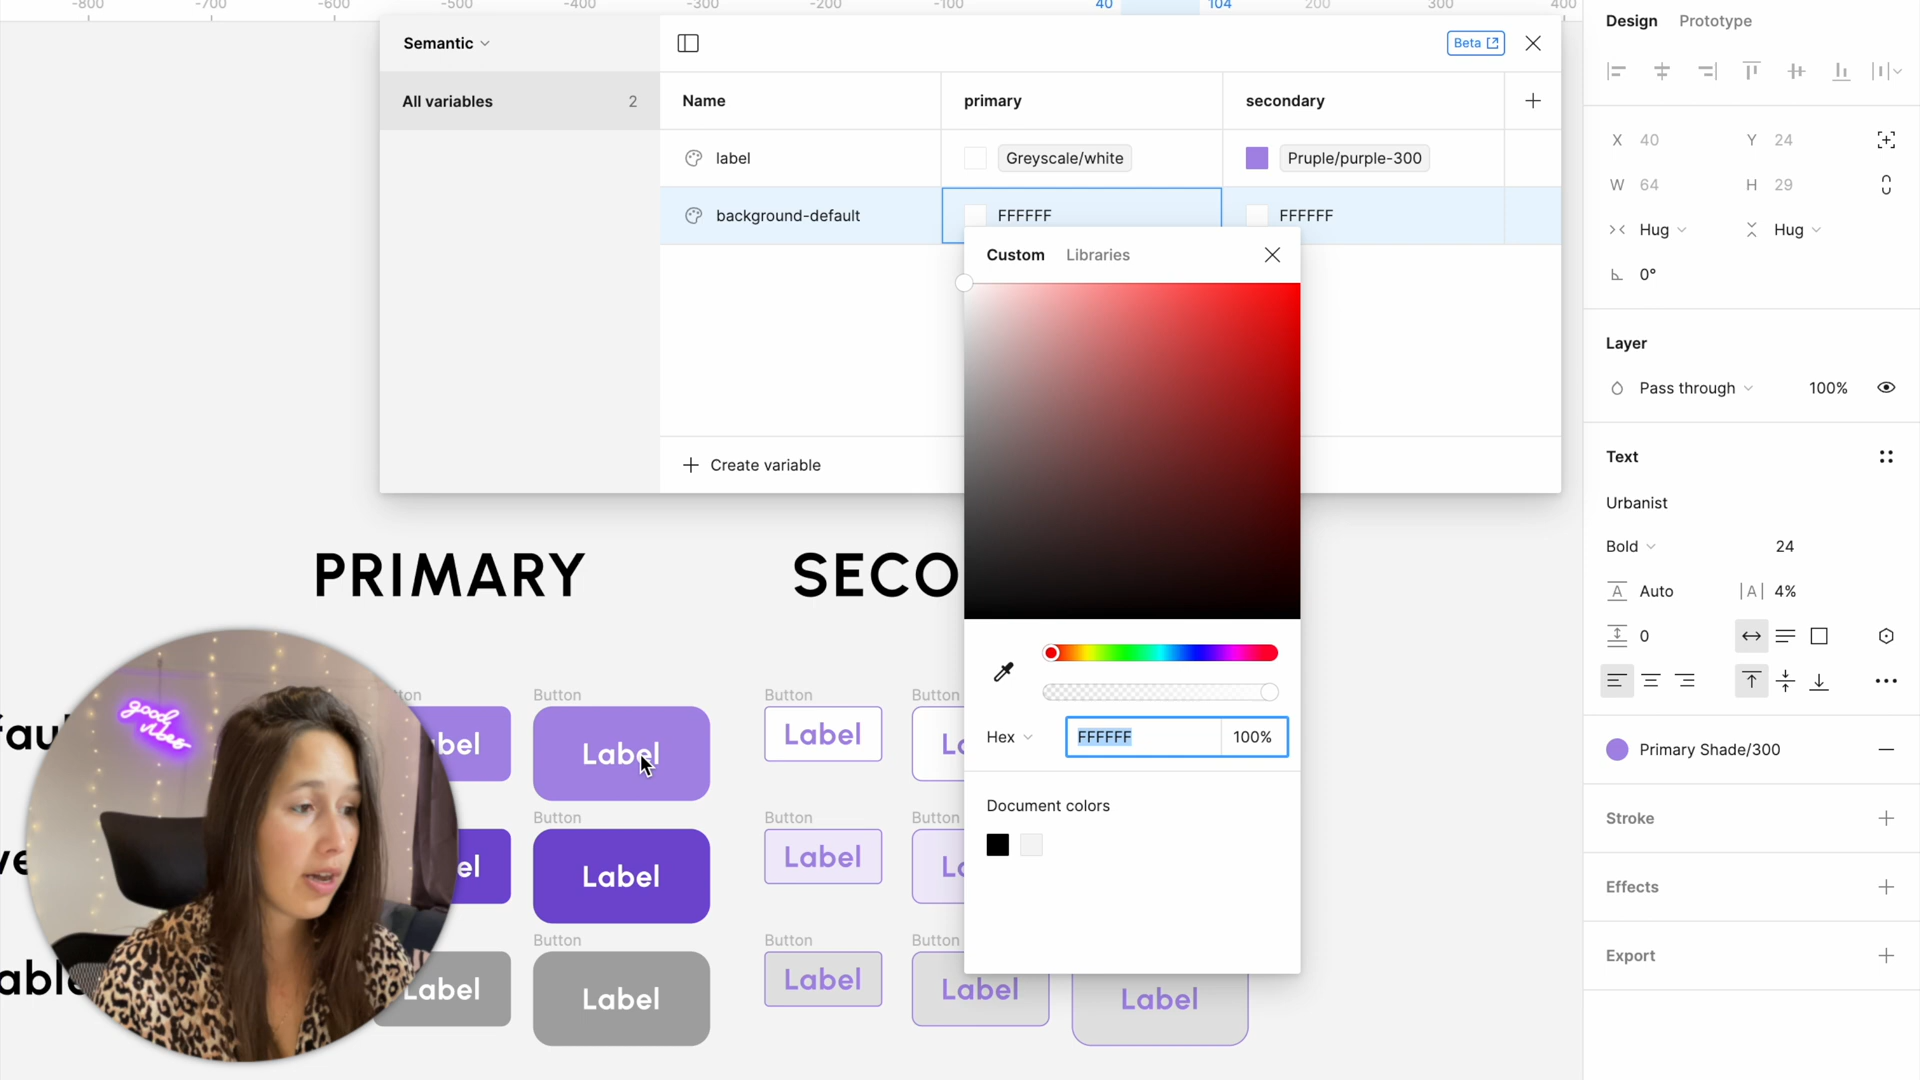 -800 -700 -600 -500 -400 -300 -200 -100 40 104 200 300 400
Semantic
Beta
All variables 2
Name primary secondary
label Greyscale/white Pruple/purple-300
background-default FFFFFF FFFFFF
Create variable
Custom Libraries
Hex FFFFFF 100%
Document colors
PRIMARY SECO
good
vibes
Button Button Button
Label Label
Button Button Button
Label Label
Button Button Button
Label Label Label Label Label
Design Prototype
X 40 Y 24
W 64 H 29
Hug Hug
0°
Layer
Pass through 100%
Text
Urbanist
Bold 24
Auto 4%
0
Primary Shade/300
Stroke
Effects
Export